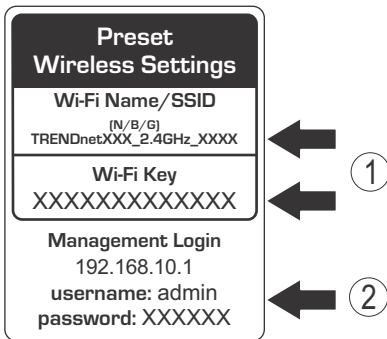 Preset
Wireless Settings
Wi-Fi Name/SSID
(N/B/G)
TRENDnetXXX_2.4GHz_XXXX
Wi-Fi Key
XXXXXXXXXXXXX
1
Management Login
192.168.10.1
username: admin
password: XXXXXX
2